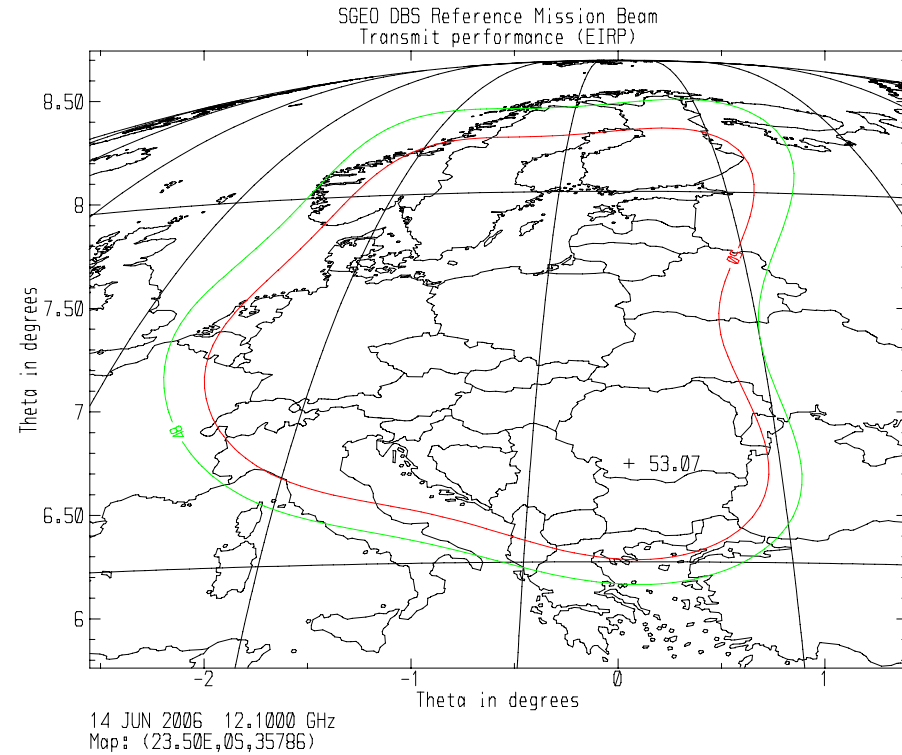 SGEO DBS Reference Mission Beam
Transmit performance (EIRP)
8.50
8
7.50
7
6.50
6
Theta in degrees
50
48
+ 53.07
-2
-1
0
1
Theta in degrees
14 JUN 2006 12.1000 GHz
Map: (23.50E,0S,35786)